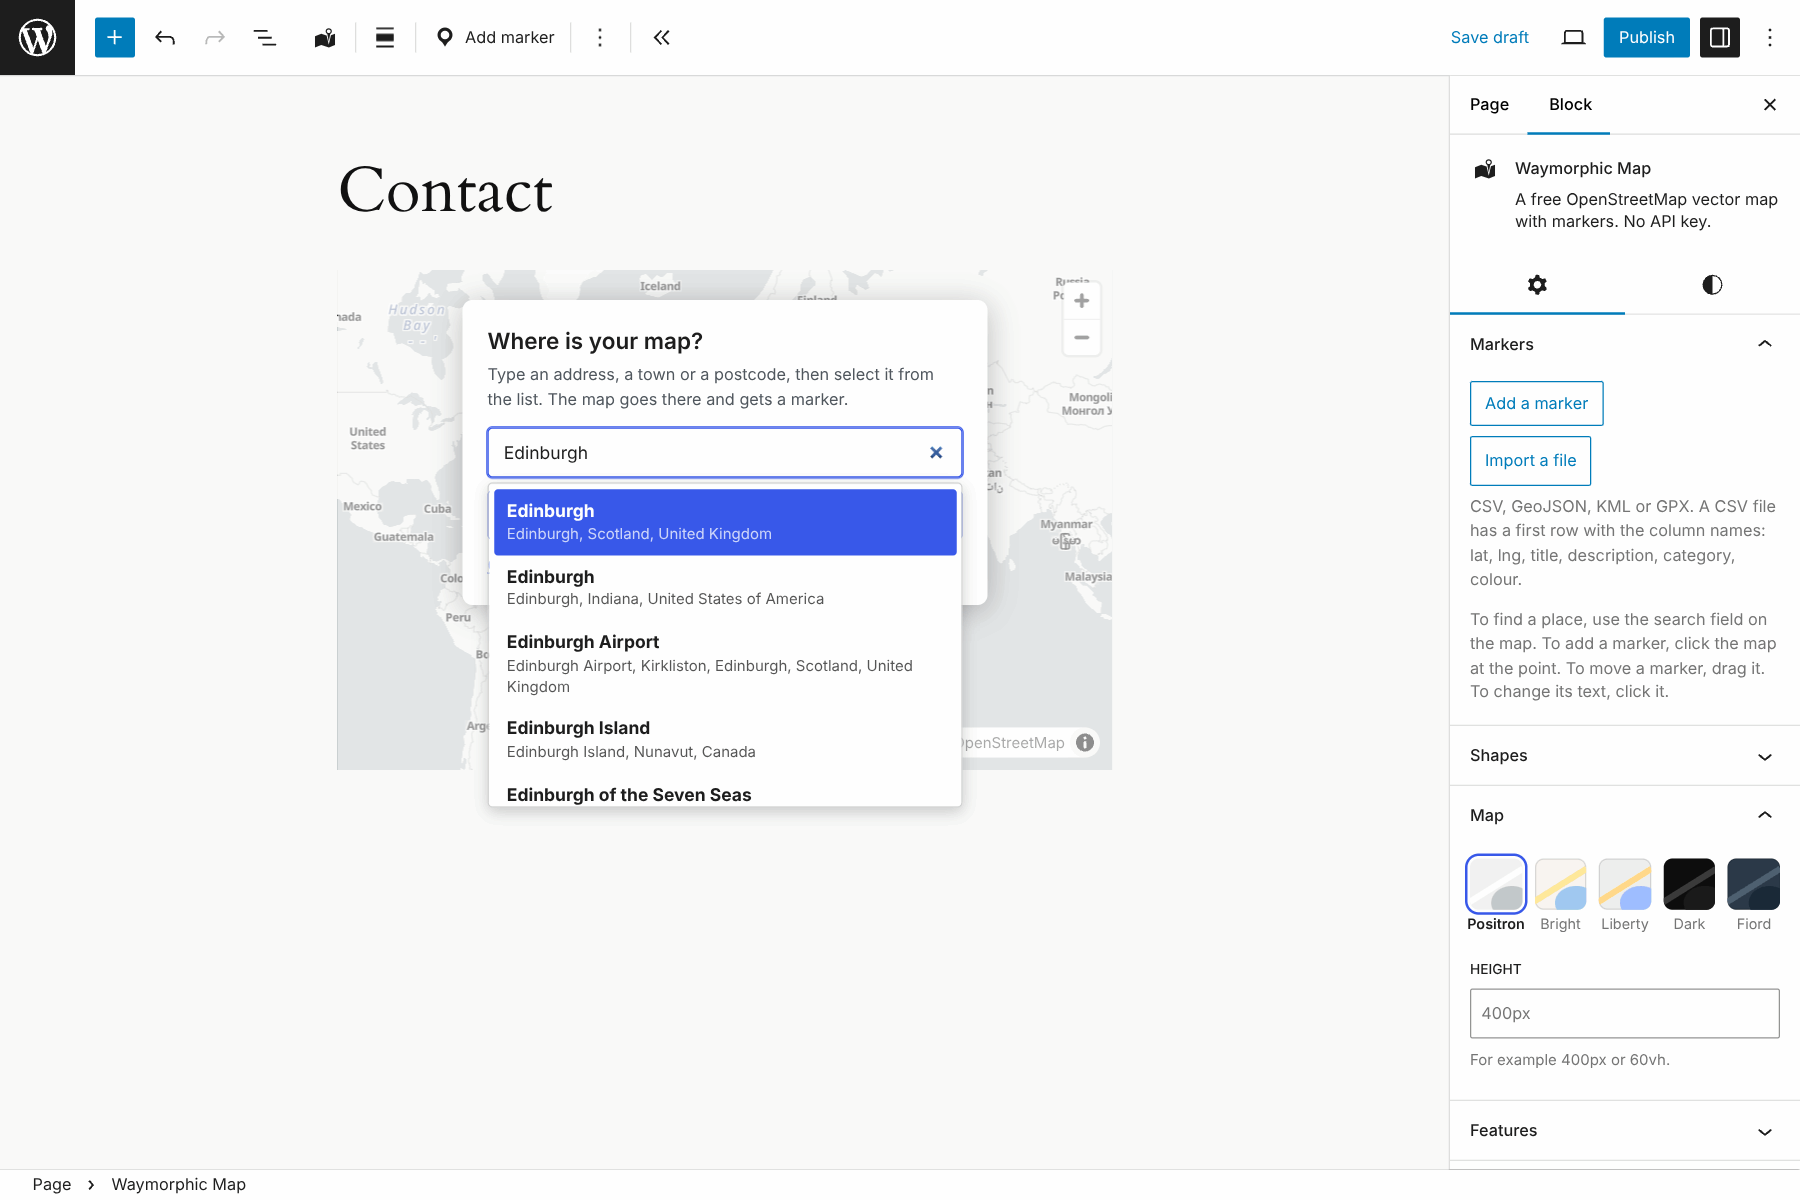 Add marker
Save draft
Publish
Page
Block
Waymorphic Map
A free OpenStreetMap vector map
with markers. No API key.
Contact
Iceland
Hudson
Bay
United
States
Mexico
Cuba
Guatemala
Peru
Mongoli
Монгол У
Myanmar
Malaysia
OpenStreetMap
Where is your map?
Type an address, a town or a postcode, then select it from
the list. The map goes there and gets a marker.
Edinburgh
Edinburgh
Edinburgh, Scotland, United Kingdom
Edinburgh
Edinburgh, Indiana, United States of America
Edinburgh Airport
Edinburgh Airport, Kirkliston, Edinburgh, Scotland, United
Kingdom
Edinburgh Island
Edinburgh Island, Nunavut, Canada
Edinburgh of the Seven Seas
Markers
Add a marker
Import a file
CSV, GeoJSON, KML or GPX. A CSV file
has a first row with the column names:
lat, lng, title, description, category,
colour.
To find a place, use the search field on
the map. To add a marker, click the map
at the point. To move a marker, drag it.
To change its text, click it.
Shapes
Map
Positron Bright Liberty Dark Fiord
HEIGHT
400px
For example 400px or 60vh.
Features
Page › Waymorphic Map